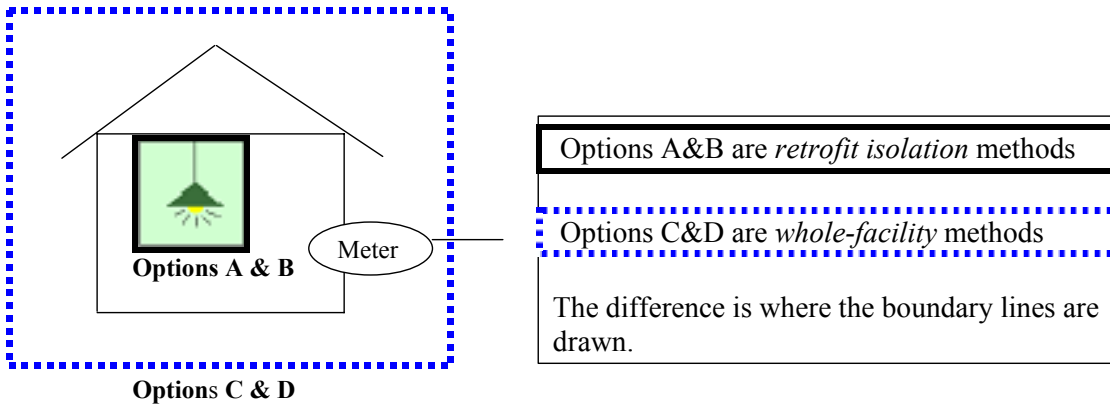 Options A & B
Meter
Options C & D
Options A&B are retrofit isolation methods
Options C&D are whole-facility methods
The difference is where the boundary lines are
drawn.